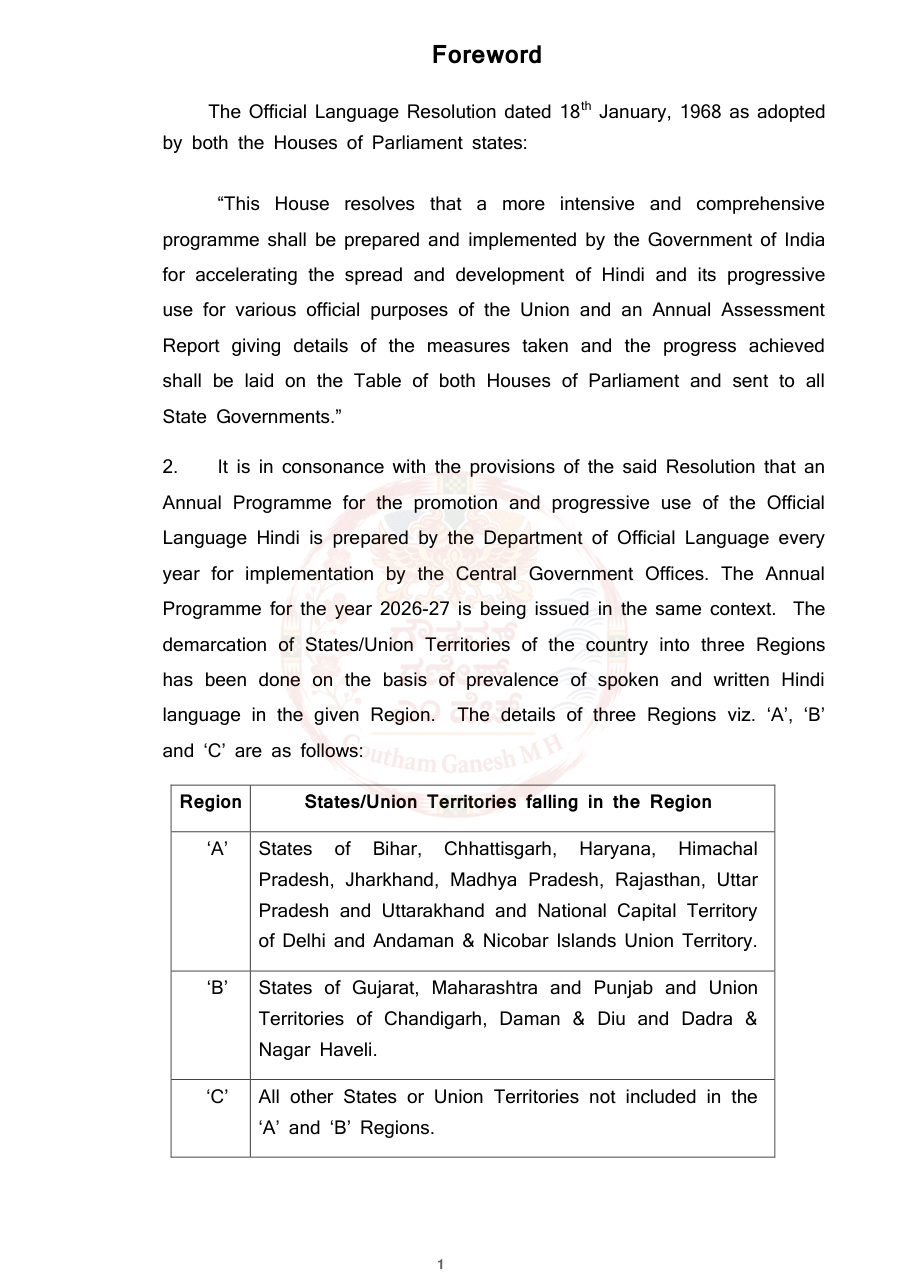 Foreword
The Official Language Resolution dated 18th January, 1968 as adopted
by both the Houses of Parliament states:
“This House resolves that a more intensive and comprehensive
programme shall be prepared and implemented by the Government of India
for accelerating the spread and development of Hindi and its progressive
use for various official purposes of the Union and an Annual Assessment
Report giving details of the measures taken and the progress achieved
shall be laid on the Table of both Houses of Parliament and sent to all
State Governments.”
2. It is in consonance with the provisions of the said Resolution that an
Annual Programme for the promotion and progressive use of the Official
Language Hindi is prepared by the Department of Official Language every
year for implementation by the Central Government Offices. The Annual
Programme for the year 2026-27 is being issued in the same context. The
demarcation of States/Union Territories of the country into three Regions
has been done on the basis of prevalence of spoken and written Hindi
language in the given Region. The details of three Regions viz. ‘A’, ‘B’
and ‘C’ are as follows:
ಗೌತಮ್
ಗಣೇಶ್
ಎಂ ಹೆಚ್
Goutham Ganesh M H
Region States/Union Territories falling in the Region
‘A’ States of Bihar, Chhattisgarh, Haryana, Himachal
Pradesh, Jharkhand, Madhya Pradesh, Rajasthan, Uttar
Pradesh and Uttarakhand and National Capital Territory
of Delhi and Andaman & Nicobar Islands Union Territory.
‘B’ States of Gujarat, Maharashtra and Punjab and Union
Territories of Chandigarh, Daman & Diu and Dadra &
Nagar Haveli.
‘C’ All other States or Union Territories not included in the
‘A’ and ‘B’ Regions.
1